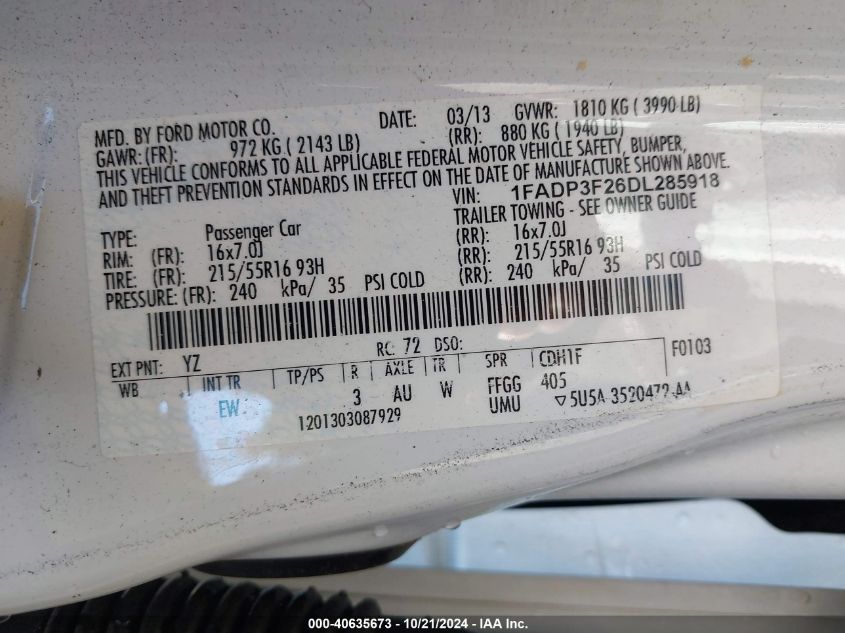 MFD. BY FORD MOTOR CO. DATE: 03/13 GVWR: 1810 KG ( 3990 LB)
GAWR: (FR): 972 KG ( 2143 LB) (RR): 880 KG ( 1940 LB)
THIS VEHICLE CONFORMS TO ALL APPLICABLE FEDERAL MOTOR VEHICLE SAFETY, BUMPER,
AND THEFT PREVENTION STANDARDS IN EFFECT ON THE DATE OF MANUFACTURE SHOWN ABOVE.
VIN: 1FADP3F26DL285918
TYPE: Passenger Car TRAILER TOWING - SEE OWNER GUIDE
RIM: (FR): 16x7.0J (RR): 16x7.0J
TIRE: (FR): 215/55R16 93H (RR): 215/55R16 93H
PRESSURE: (FR): 240 kPa/ 35 PSI COLD (RR): 240 kPa/ 35 PSI COLD
EXT PNT: YZ RC: 72 DSO: F0103
WB INT TR TP/PS R AXLE TR SPR CDH1F
EW 3 AU W FFGG 405
1201303087929 UMU ▽5U5A-3520472-AA
000-40635673 - 10/21/2024 - IAA Inc.